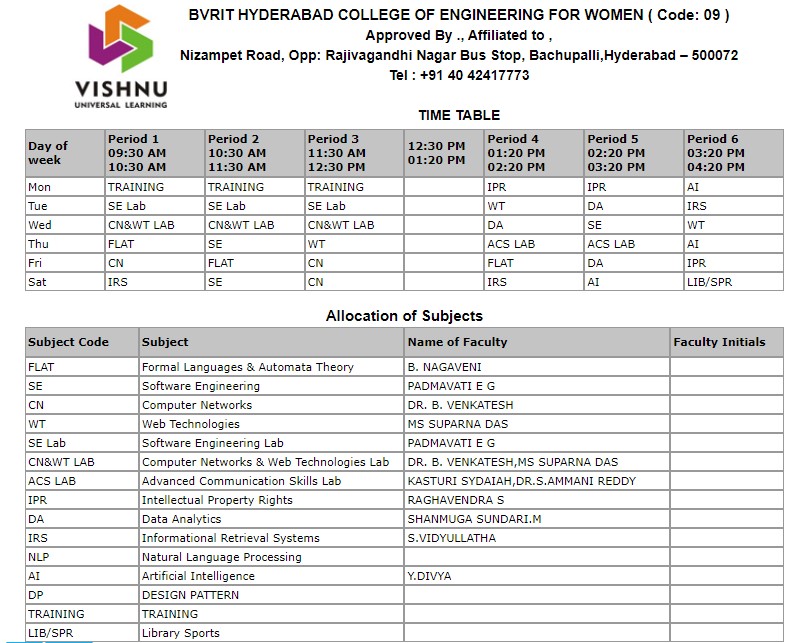 BVRIT HYDERABAD COLLEGE OF ENGINEERING FOR WOMEN ( Code: 09 )
Approved By ., Affiliated to ,
Nizampet Road, Opp: Rajivagandhi Nagar Bus Stop, Bachupalli,Hyderabad – 500072
Tel : +91 40 42417773
VISHNU
UNIVERSAL LEARNING
TIME TABLE
Day of week Period 1 09:30 AM 10:30 AM Period 2 10:30 AM 11:30 AM Period 3 11:30 AM 12:30 PM 12:30 PM 01:20 PM Period 4 01:20 PM 02:20 PM Period 5 02:20 PM 03:20 PM Period 6 03:20 PM 04:20 PM
Mon TRAINING TRAINING TRAINING IPR IPR AI
Tue SE Lab SE Lab SE Lab WT DA IRS
Wed CN&WT LAB CN&WT LAB CN&WT LAB DA SE WT
Thu FLAT SE WT ACS LAB ACS LAB AI
Fri CN FLAT CN FLAT DA IPR
Sat IRS SE CN IRS AI LIB/SPR
Allocation of Subjects
Subject Code Subject Name of Faculty Faculty Initials
FLAT Formal Languages & Automata Theory B. NAGAVENI
SE Software Engineering PADMAVATI E G
CN Computer Networks DR. B. VENKATESH
WT Web Technologies MS SUPARNA DAS
SE Lab Software Engineering Lab PADMAVATI E G
CN&WT LAB Computer Networks & Web Technologies Lab DR. B. VENKATESH,MS SUPARNA DAS
ACS LAB Advanced Communication Skills Lab KASTURI SYDAIAH,DR.S.AMMANI REDDY
IPR Intellectual Property Rights RAGHAVENDRA S
DA Data Analytics SHANMUGA SUNDARI.M
IRS Informational Retrieval Systems S.VIDYULLATHA
NLP Natural Language Processing
AI Artificial Intelligence Y.DIVYA
DP DESIGN PATTERN
TRAINING TRAINING
LIB/SPR Library Sports